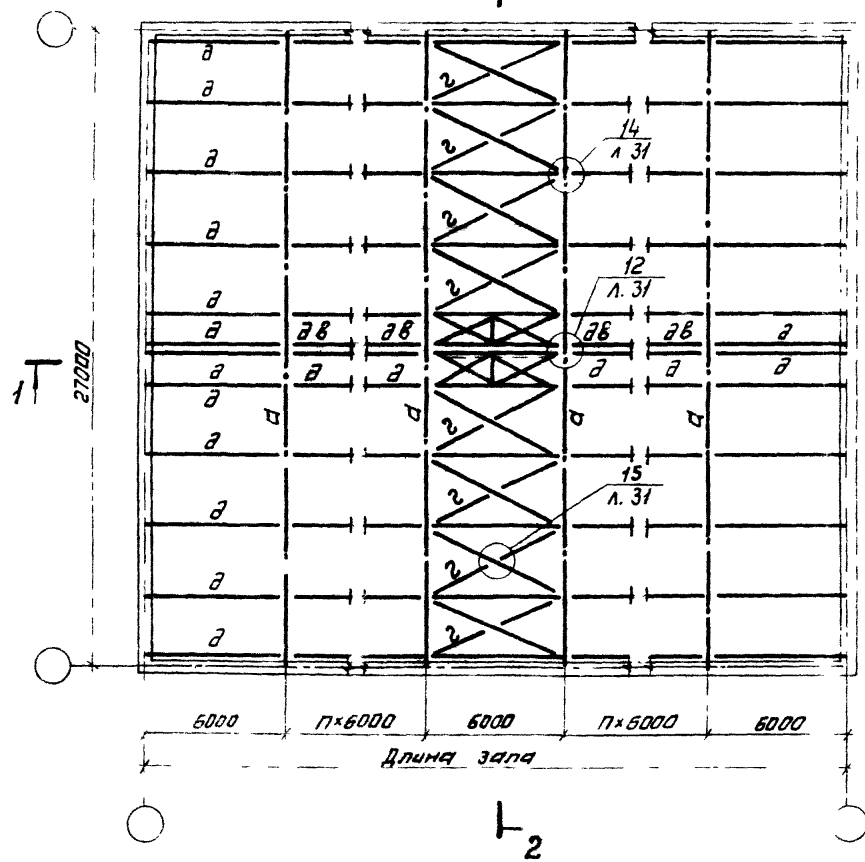 д
д
г
14
л. 31
г
д
г
д
г
12
л. 31
д
д дв дв дв дв д
1
27000
д д д д д д
д
а а а а
д
г
15
л. 31
д
г
д
г
д
г
6000 п×6000 6000 п×6000 6000
Длина зала
2